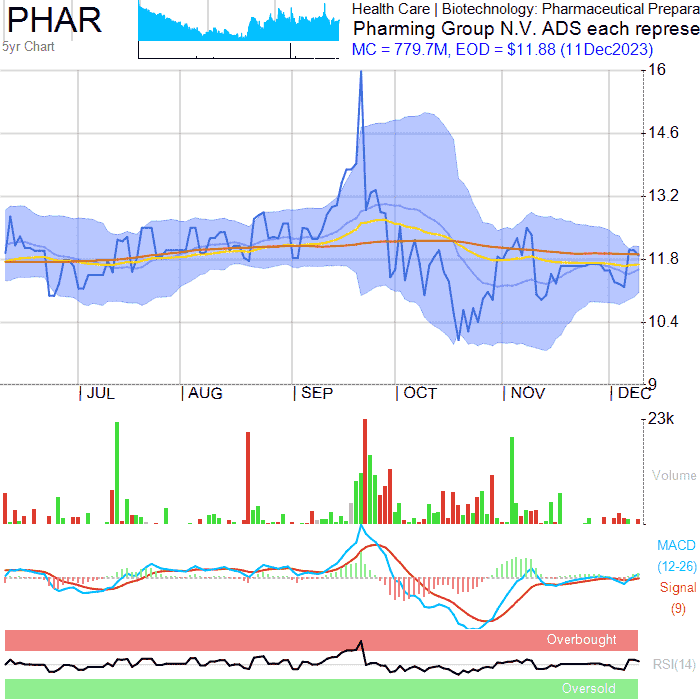 PHAR
5yr Chart
Health Care | Biotechnology: Pharmaceutical Prepara
Pharming Group N.V. ADS each represe
MC = 779.7M, EOD = $11.88 (11Dec2023)
16
14.6
13.2
11.8
10.4
9
JUL AUG SEP OCT NOV DEC
23k
Volume
MACD
(12-26)
Signal
(9)
Overbought
RSI(14)
Oversold